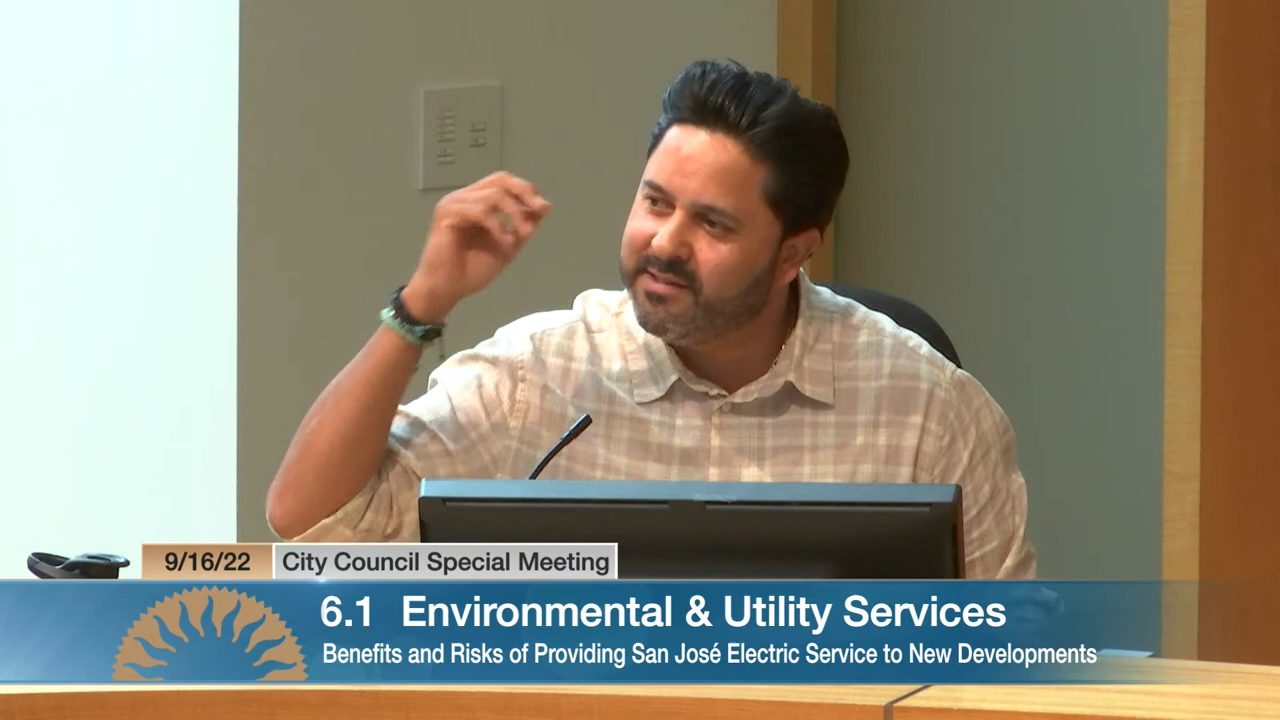 9/16/22 City Council Special Meeting
6.1 Environmental & Utility Services
Benefits and Risks of Providing San José Electric Service to New Developments